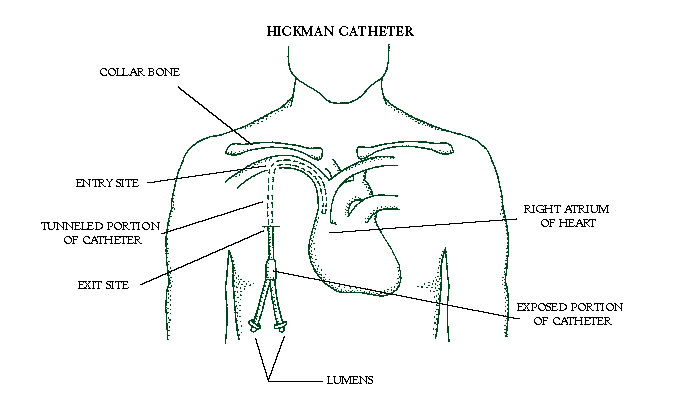 HICKMAN CATHETER
COLLAR BONE
ENTRY SITE
TUNNELED PORTION
OF CATHETER
EXIT SITE
RIGHT ATRIUM
OF HEART
EXPOSED PORTION
OF CATHETER
LUMENS